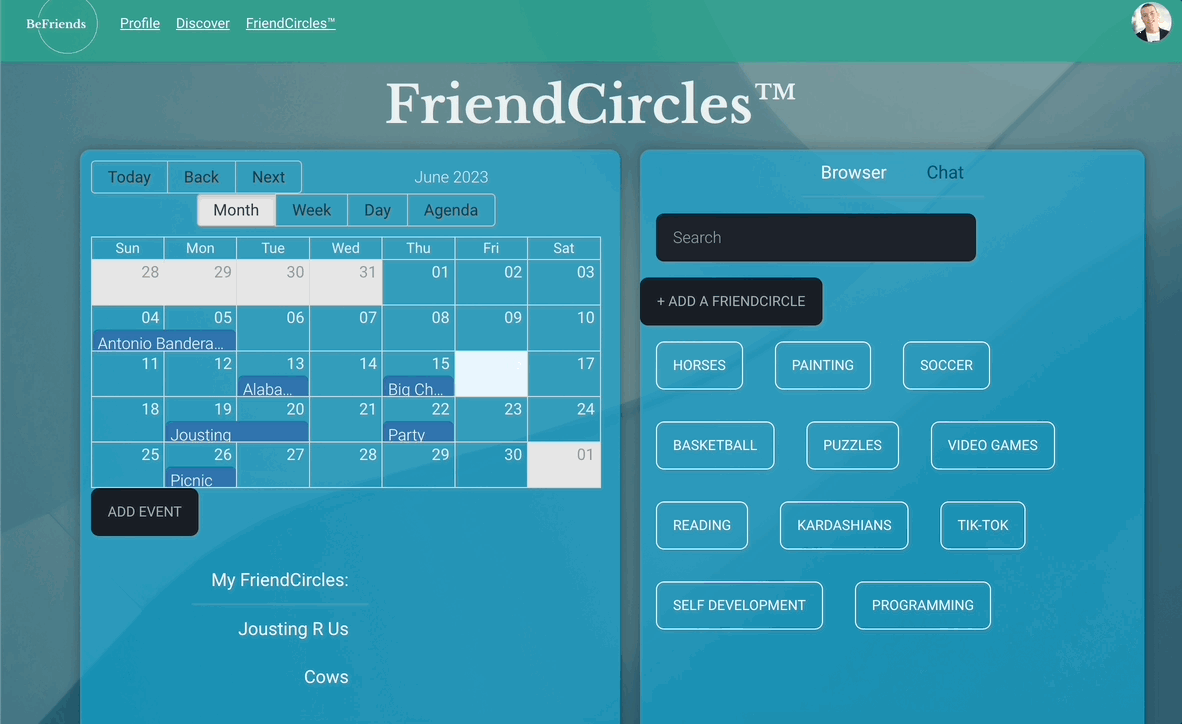 BeFriends Profile Discover FriendCircles™
FriendCircles™
Today Back Next June 2023
Month Week Day Agenda
Sun Mon Tue Wed Thu Fri Sat
28 29 30 31 01 02 03
04 05 06 07 08 09 10
Antonio Bandera...
11 12 13 14 15 17
Alaba... Big Ch...
18 19 20 21 22 23 24
Jousting Party
25 26 27 28 29 30 01
Picnic
ADD EVENT
My FriendCircles:
Jousting R Us
Cows
Browser Chat
Search
+ ADD A FRIENDCIRCLE
HORSES PAINTING SOCCER
BASKETBALL PUZZLES VIDEO GAMES
READING KARDASHIANS TIK-TOK
SELF DEVELOPMENT PROGRAMMING